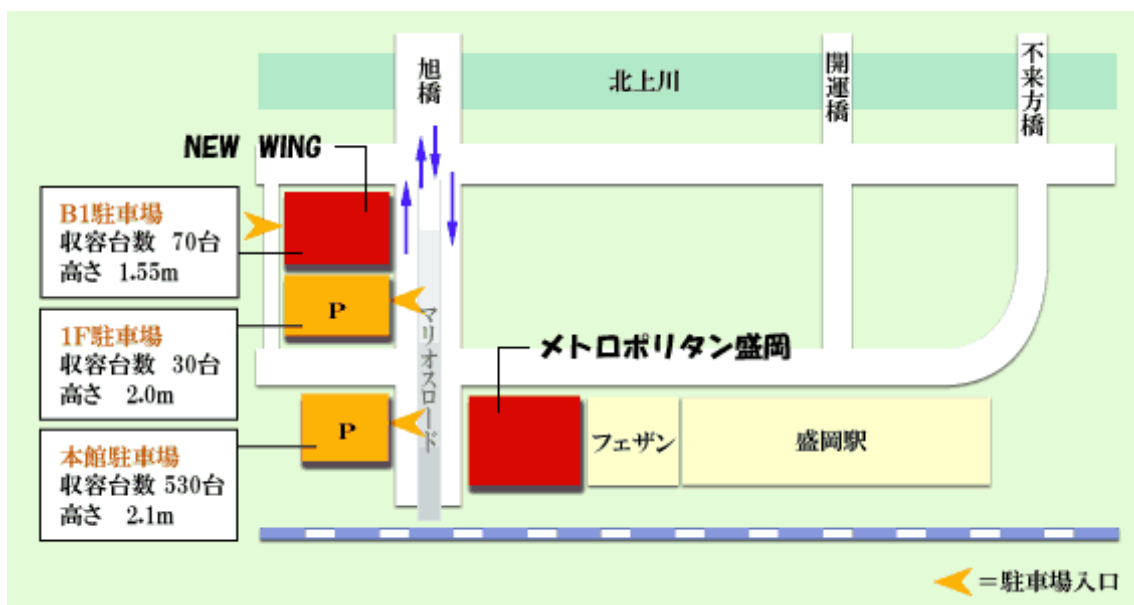 旭橋
北上川
開運橋
不来方橋
NEW WING
B1駐車場
収容台数 70台
高さ 1.55m
P
1F駐車場
収容台数 30台
高さ 2.0m
マリオスロード
メトロポリタン盛岡
P
フェザン
盛岡駅
本館駐車場
収容台数 530台
高さ 2.1m
=駐車場入口